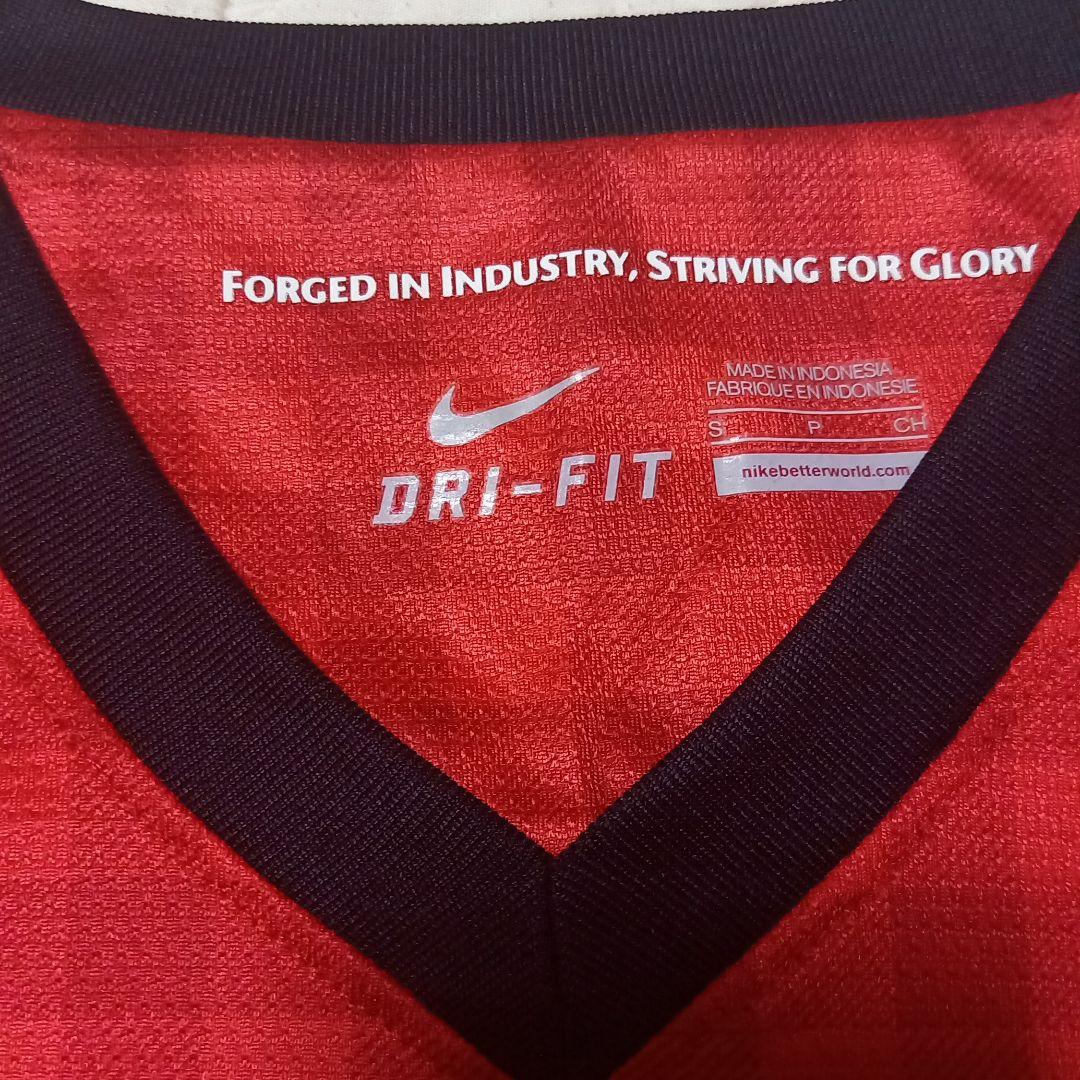 FORGED IN INDUSTRY, STRIVING FOR GLORY
DRI-FIT
MADE IN INDONESIA
FABRIQUE EN INDONESIE
S P CH
nikebetterworld.com